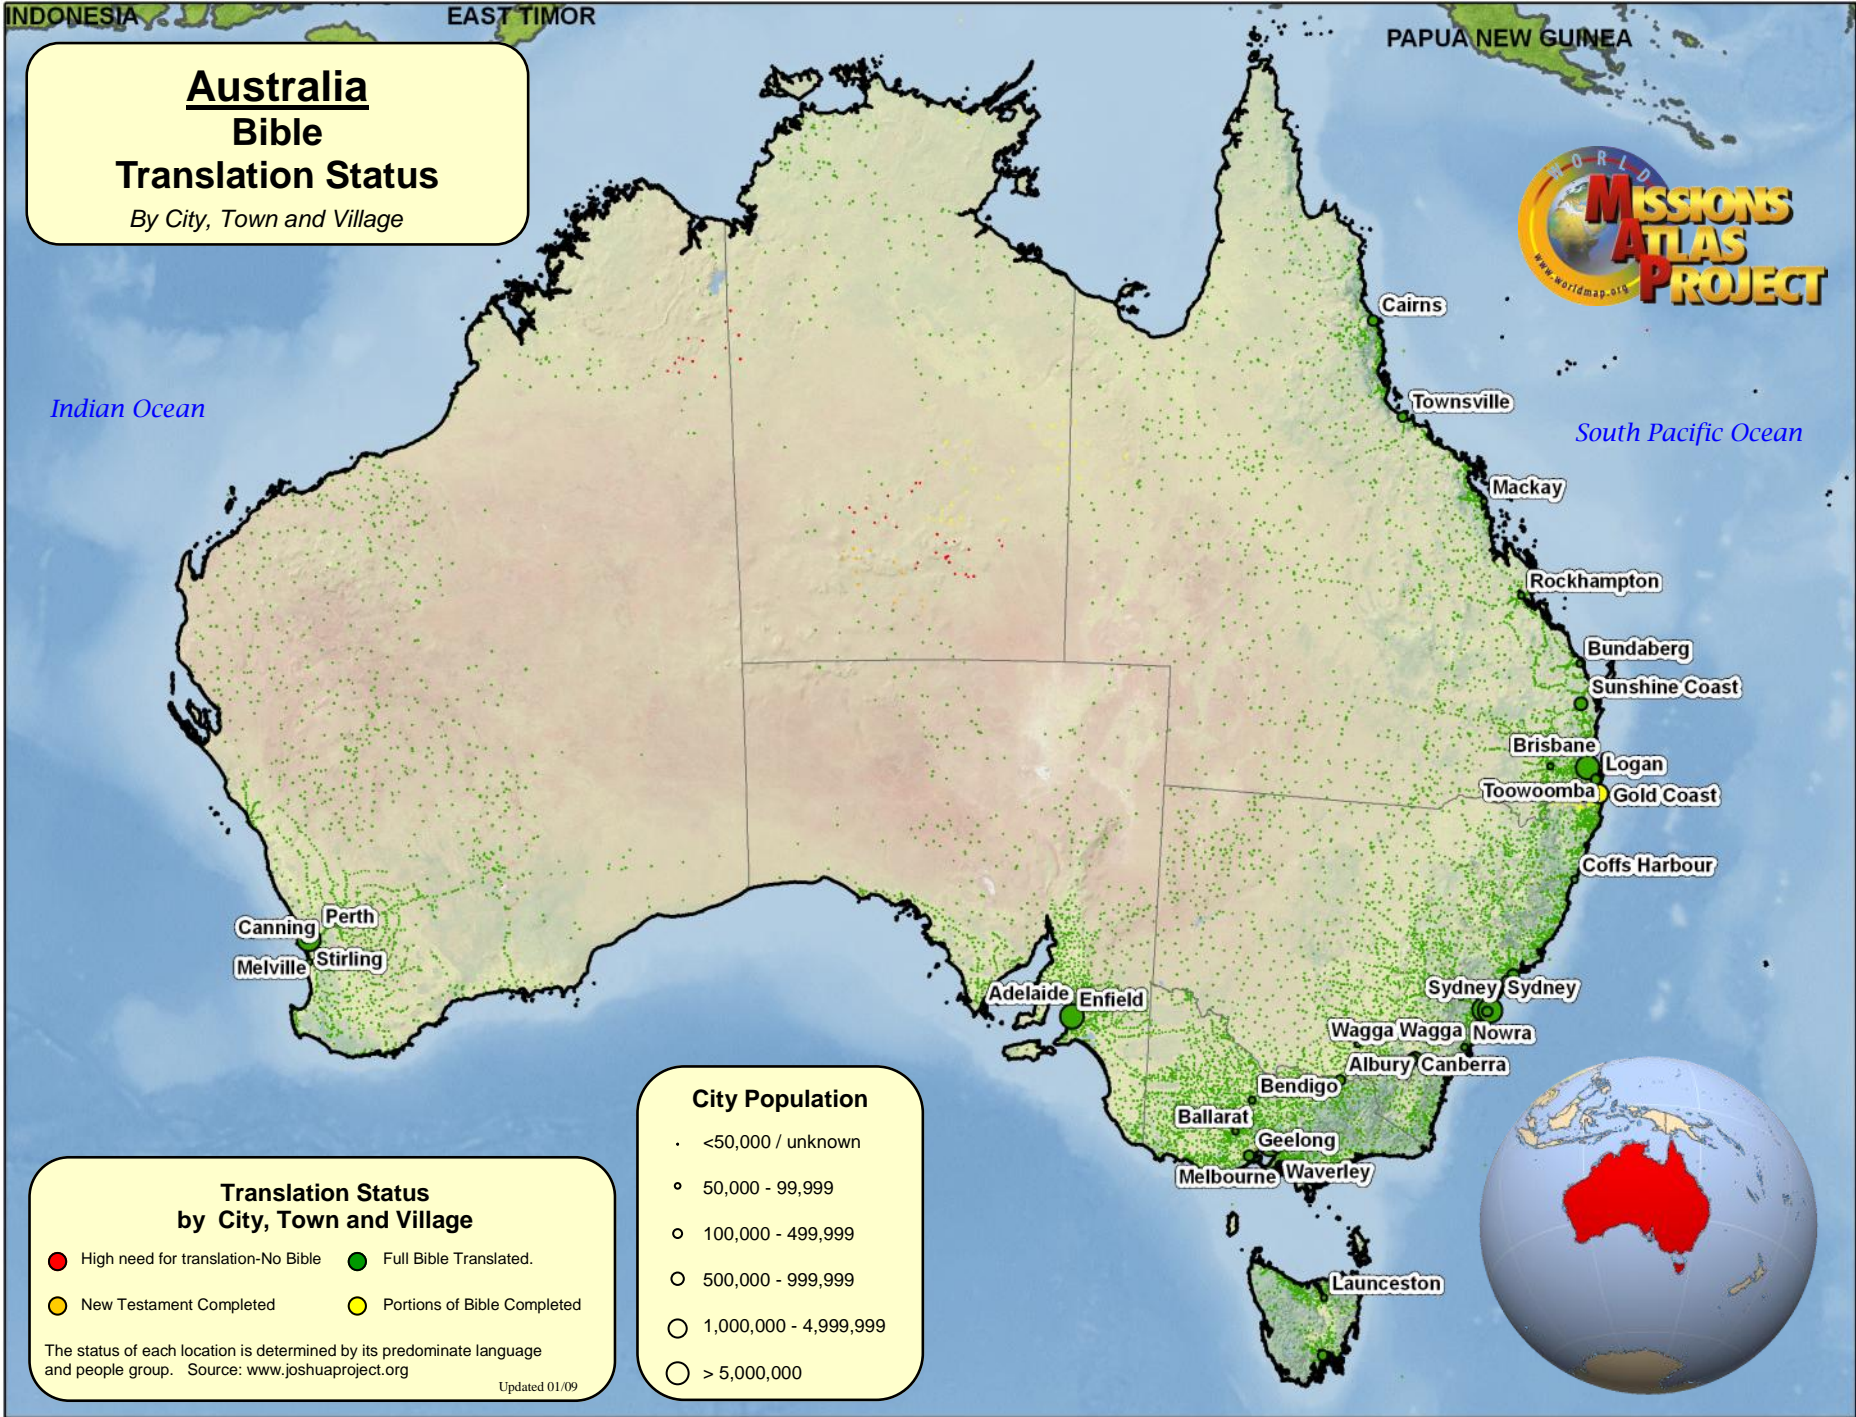 INDONESIA
EAST TIMOR
PAPUA NEW GUINEA
Australia
Bible
Translation Status
By City, Town and Village
WORLD
MISSIONS
ATLAS
PROJECT
www.worldmap.org
Indian Ocean
South Pacific Ocean
Cairns
Townsville
Mackay
Rockhampton
Bundaberg
Sunshine Coast
Brisbane
Logan
Toowoomba
Gold Coast
Coffs Harbour
Perth
Canning
Stirling
Melville
Adelaide
Enfield
Sydney
Sydney
Wagga Wagga
Nowra
Albury
Canberra
Bendigo
Ballarat
Geelong
Melbourne
Waverley
Launceston
City Population
<50,000 / unknown
50,000 - 99,999
100,000 - 499,999
500,000 - 999,999
1,000,000 - 4,999,999
> 5,000,000
Translation Status
by City, Town and Village
High need for translation-No Bible
Full Bible Translated.
New Testament Completed
Portions of Bible Completed
The status of each location is determined by its predominate language
and people group. Source: www.joshuaproject.org
Updated 01/09